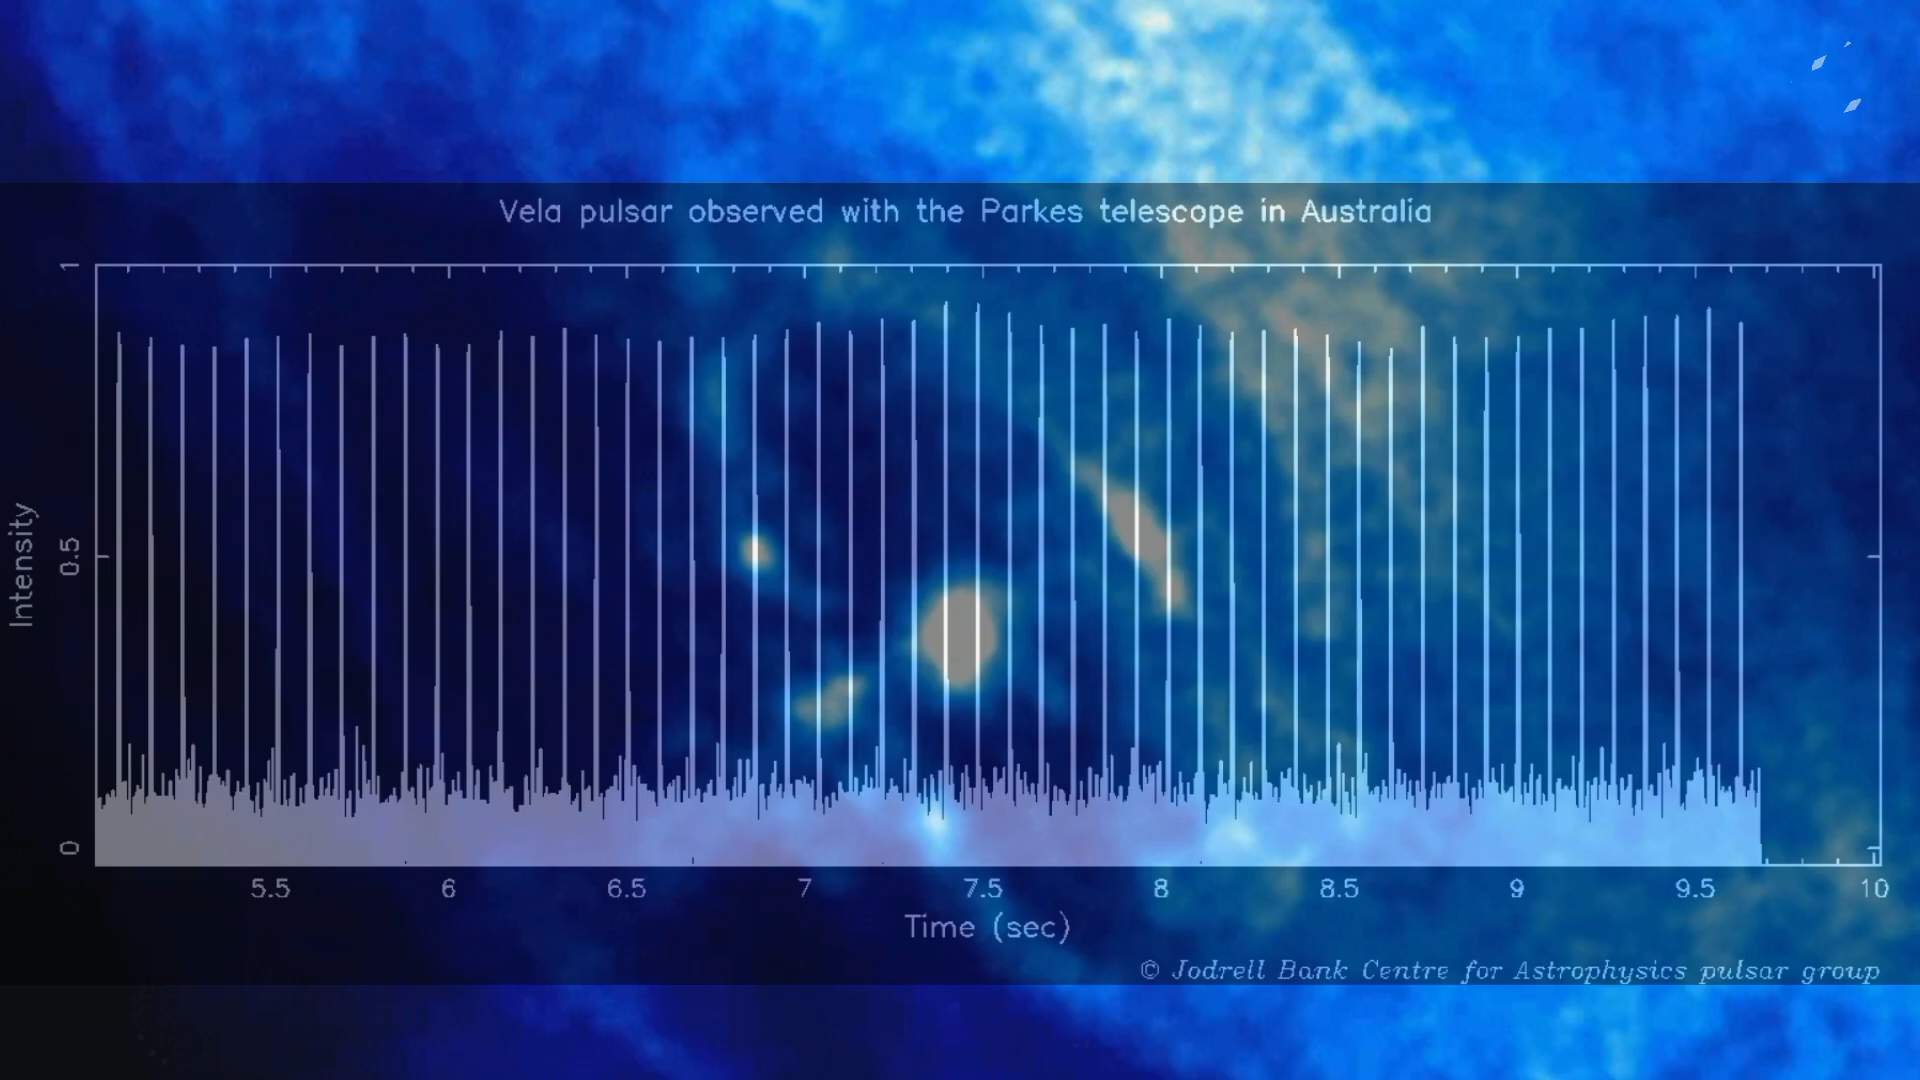 Vela pulsar observed with the Parkes telescope in Australia
1
0.5
0
Intensity
5.5 6 6.5 7 7.5 8 8.5 9 9.5 10
Time (sec)
© Jodrell Bank Centre for Astrophysics pulsar group